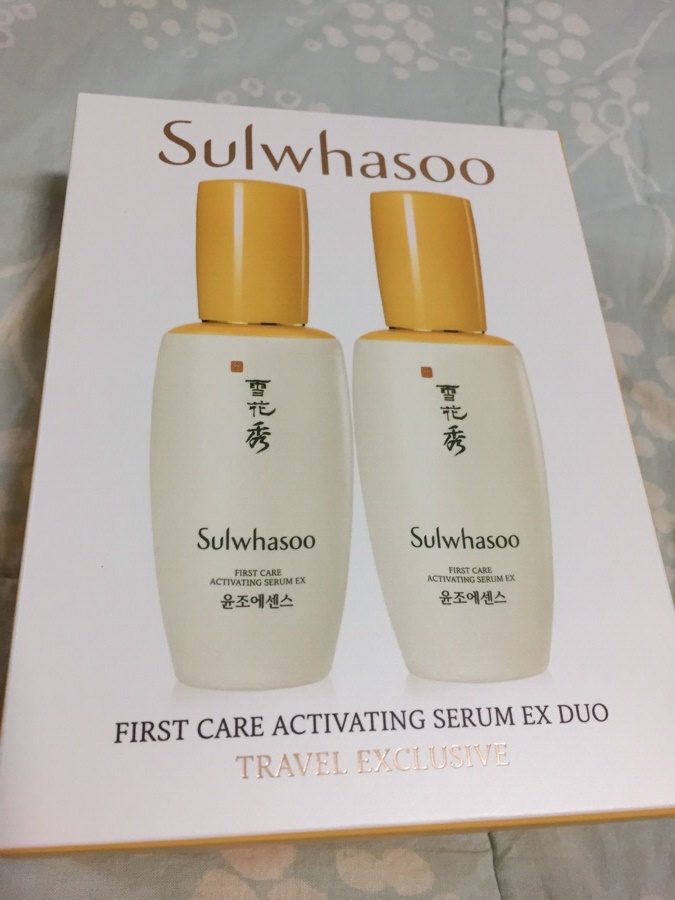 Sulwhasoo
雪花秀
Sulwhasoo
FIRST CARE
ACTIVATING SERUM EX
윤조에센스
雪花秀
Sulwhasoo
FIRST CARE
ACTIVATING SERUM EX
윤조에센스
FIRST CARE ACTIVATING SERUM EX DUO
TRAVEL EXCLUSIVE